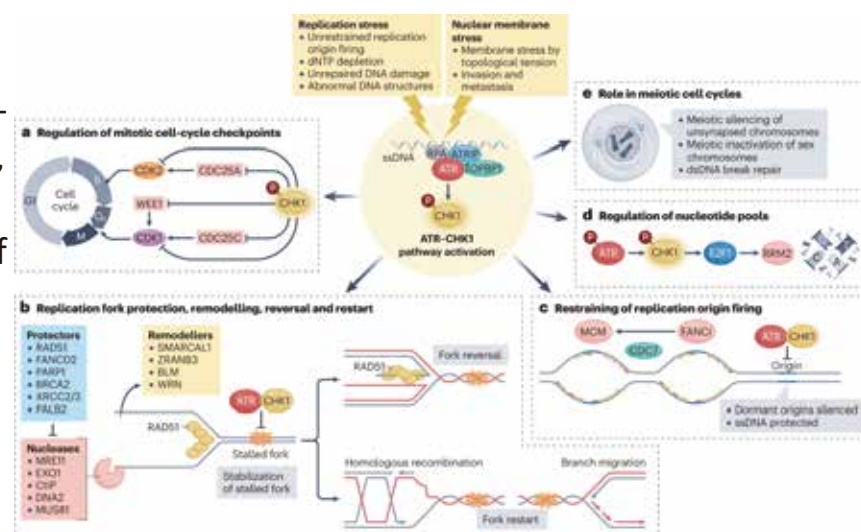 Replication stress
• Unrestrained replication
origin firing
• dNTP depletion
• Unrepaired DNA damage
• Abnormal DNA structures
Nuclear membrane
stress
• Membrane stress by
topological tension
• Invasion and
metastasis
a Regulation of mitotic cell-cycle checkpoints
G1
Cell
cycle
M
CDK2
CDC25A
WEE1
CDK1
CDC25C
P
CHK1
ssDNA
RPA
ATRIP
ATR
TOPBP1
P
CHK1
ATR–CHK1
pathway activation
e Role in meiotic cell cycles
• Meiotic silencing of
unsynapsed chromosomes
• Meiotic inactivation of sex
chromosomes
• dsDNA break repair
d Regulation of nucleotide pools
P
ATR
P
CHK1
E2F1
RRM2
b Replication fork protection, remodelling, reversal and restart
Protectors
• RAD51
• FANCD2
• PARP1
• BRCA2
• XRCC2/3
• PALB2
Nucleases
• MRE11
• EXO1
• CtIP
• DNA2
• MUS81
Remodellers
• SMARCAL1
• ZRANB3
• BLM
• WRN
RAD51
ATR
CHK1
Stalled fork
Stabilization
of stalled fork
RAD51
Fork reversal
Homologous recombination
Branch migration
Fork restart
c Restraining of replication origin firing
MCM
FANCI
CDC7
ATR
CHK1
Origin
• Dormant origins silenced
• ssDNA protected